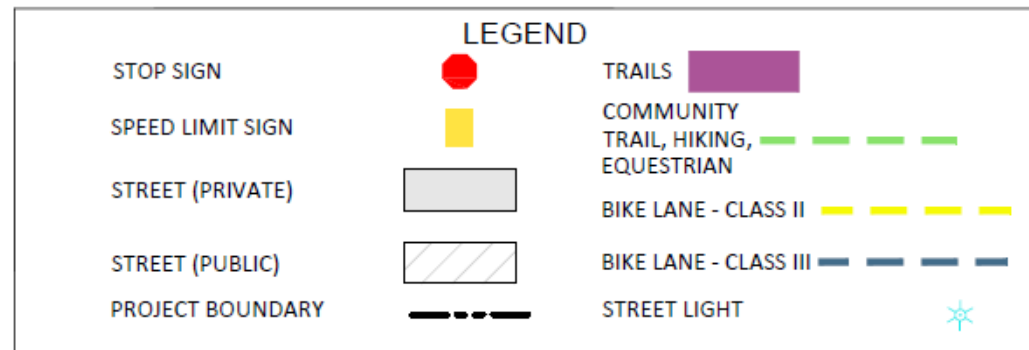 LEGEND
STOP SIGN
SPEED LIMIT SIGN
STREET (PRIVATE)
STREET (PUBLIC)
PROJECT BOUNDARY
TRAILS
COMMUNITY
TRAIL, HIKING,
EQUESTRIAN
BIKE LANE - CLASS II
BIKE LANE - CLASS III
STREET LIGHT